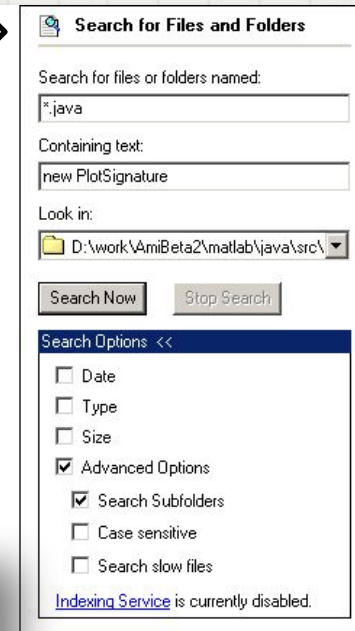 Search for Files and Folders
Search for files or folders named:
*.java
Containing text:
new PlotSignature
Look in:
D:\work\AmiBeta2\matlab\java\src\
Search Now Stop Search
Search Options <<
Date
Type
Size
Advanced Options
Search Subfolders
Case sensitive
Search slow files
Indexing Service is currently disabled.